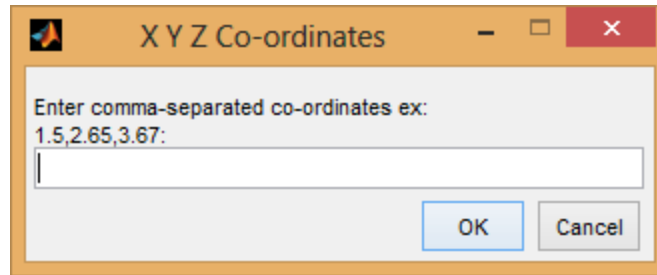 X Y Z Co-ordinates
Enter comma-separated co-ordinates ex:
1.5,2.65,3.67:
OK Cancel